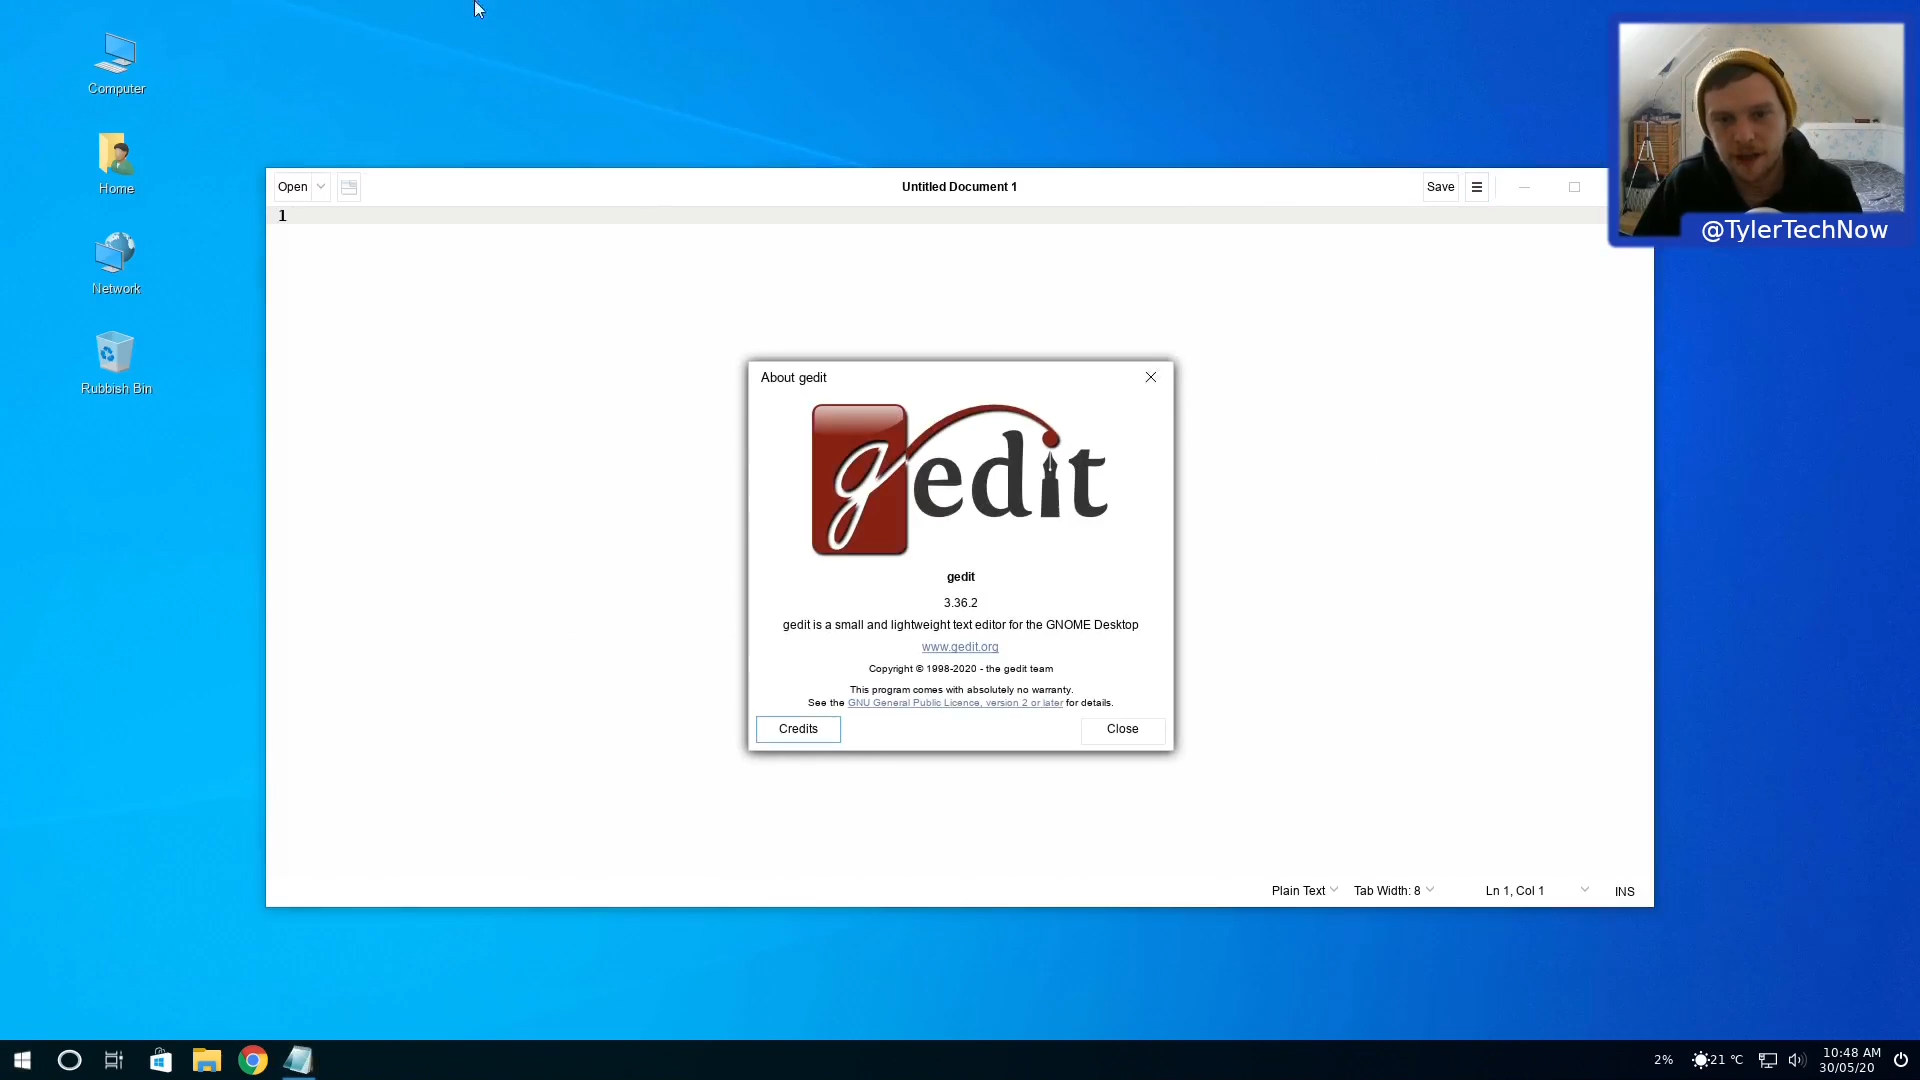 Computer
Home
Network
Rubbish Bin
@TylerTechNow
Open
Untitled Document 1
Save
1
About gedit
gedit
gedit
3.36.2
gedit is a small and lightweight text editor for the GNOME Desktop
www.gedit.org
Copyright © 1998-2020 - the gedit team
This program comes with absolutely no warranty.
See the GNU General Public Licence, version 2 or later for details.
Credits
Close
Plain Text
Tab Width: 8
Ln 1, Col 1
INS
2%
21 °C
10:48 AM
30/05/20